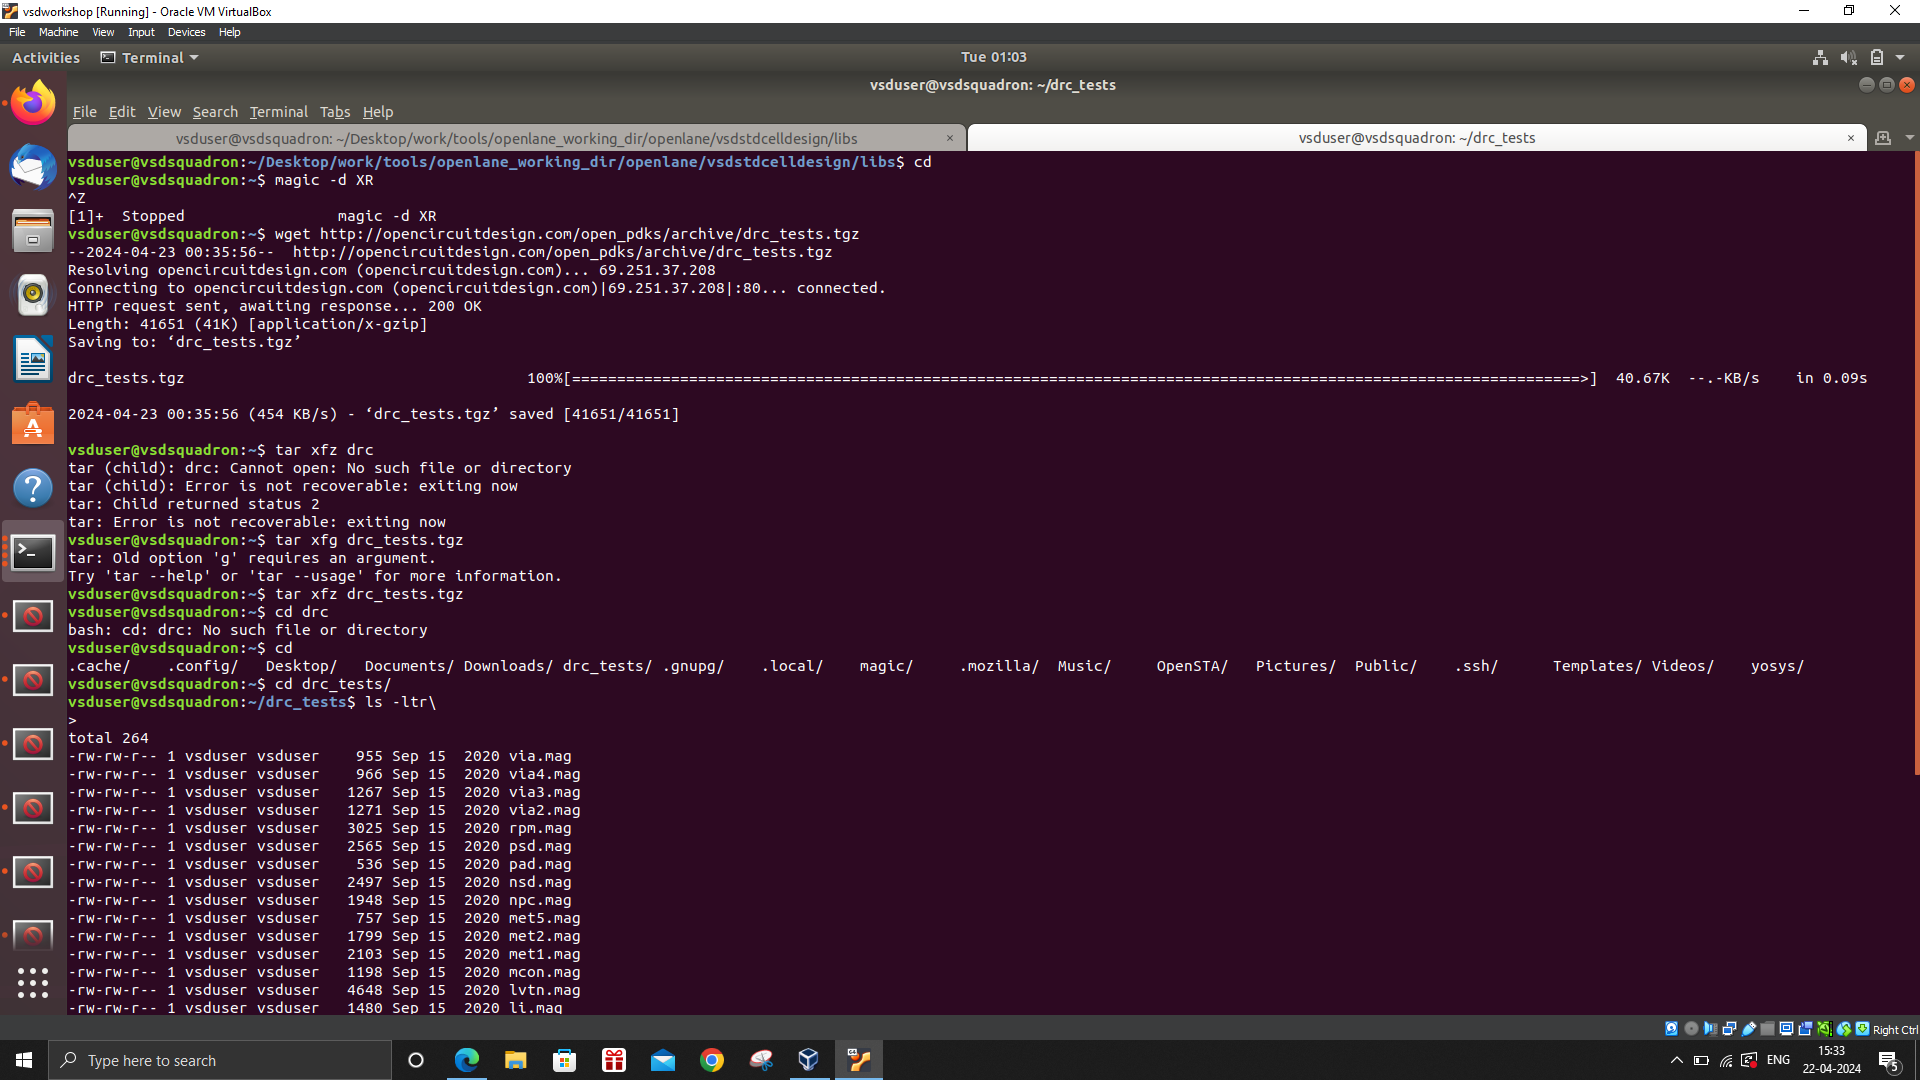 vsdworkshop [Running] - Oracle VM VirtualBox
File Machine View Input Devices Help
Activities Terminal Tue 01:03
vsduser@vsdsquadron: ~/drc_tests
File Edit View Search Terminal Tabs Help
vsduser@vsdsquadron: ~/Desktop/work/tools/openlane_working_dir/openlane/vsdstdcelldesign/libs × vsduser@vsdsquadron: ~/drc_tests ×
vsduser@vsdsquadron:~/Desktop/work/tools/openlane_working_dir/openlane/vsdstdcelldesign/libs$ cd
vsduser@vsdsquadron:~$ magic -d XR
^Z
[1]+  Stopped                 magic -d XR
vsduser@vsdsquadron:~$ wget http://opencircuitdesign.com/open_pdks/archive/drc_tests.tgz
--2024-04-23 00:35:56--  http://opencircuitdesign.com/open_pdks/archive/drc_tests.tgz
Resolving opencircuitdesign.com (opencircuitdesign.com)... 69.251.37.208
Connecting to opencircuitdesign.com (opencircuitdesign.com)|69.251.37.208|:80... connected.
HTTP request sent, awaiting response... 200 OK
Length: 41651 (41K) [application/x-gzip]
Saving to: ‘drc_tests.tgz’
drc_tests.tgz 100%[================================================================================================================>] 40.67K --.-KB/s in 0.09s
2024-04-23 00:35:56 (454 KB/s) - ‘drc_tests.tgz’ saved [41651/41651]
vsduser@vsdsquadron:~$ tar xfz drc
tar (child): drc: Cannot open: No such file or directory
tar (child): Error is not recoverable: exiting now
tar: Child returned status 2
tar: Error is not recoverable: exiting now
vsduser@vsdsquadron:~$ tar xfg drc_tests.tgz
tar: Old option 'g' requires an argument.
Try 'tar --help' or 'tar --usage' for more information.
vsduser@vsdsquadron:~$ tar xfz drc_tests.tgz
vsduser@vsdsquadron:~$ cd drc
bash: cd: drc: No such file or directory
vsduser@vsdsquadron:~$ cd
.cache/ .config/ Desktop/ Documents/ Downloads/ drc_tests/ .gnupg/ .local/ magic/ .mozilla/ Music/ OpenSTA/ Pictures/ Public/ .ssh/ Templates/ Videos/ yosys/
vsduser@vsdsquadron:~$ cd drc_tests/
vsduser@vsdsquadron:~/drc_tests$ ls -ltr\
>
total 264
-rw-rw-r-- 1 vsduser vsduser 955 Sep 15 2020 via.mag
-rw-rw-r-- 1 vsduser vsduser 966 Sep 15 2020 via4.mag
-rw-rw-r-- 1 vsduser vsduser 1267 Sep 15 2020 via3.mag
-rw-rw-r-- 1 vsduser vsduser 1271 Sep 15 2020 via2.mag
-rw-rw-r-- 1 vsduser vsduser 3025 Sep 15 2020 rpm.mag
-rw-rw-r-- 1 vsduser vsduser 2565 Sep 15 2020 psd.mag
-rw-rw-r-- 1 vsduser vsduser 536 Sep 15 2020 pad.mag
-rw-rw-r-- 1 vsduser vsduser 2497 Sep 15 2020 nsd.mag
-rw-rw-r-- 1 vsduser vsduser 1948 Sep 15 2020 npc.mag
-rw-rw-r-- 1 vsduser vsduser 757 Sep 15 2020 met5.mag
-rw-rw-r-- 1 vsduser vsduser 1799 Sep 15 2020 met2.mag
-rw-rw-r-- 1 vsduser vsduser 2103 Sep 15 2020 met1.mag
-rw-rw-r-- 1 vsduser vsduser 1198 Sep 15 2020 mcon.mag
-rw-rw-r-- 1 vsduser vsduser 4648 Sep 15 2020 lvtn.mag
-rw-rw-r-- 1 vsduser vsduser 1480 Sep 15 2020 li.mag
Right Ctrl
Type here to search
ENG
15:33
22-04-2024
5